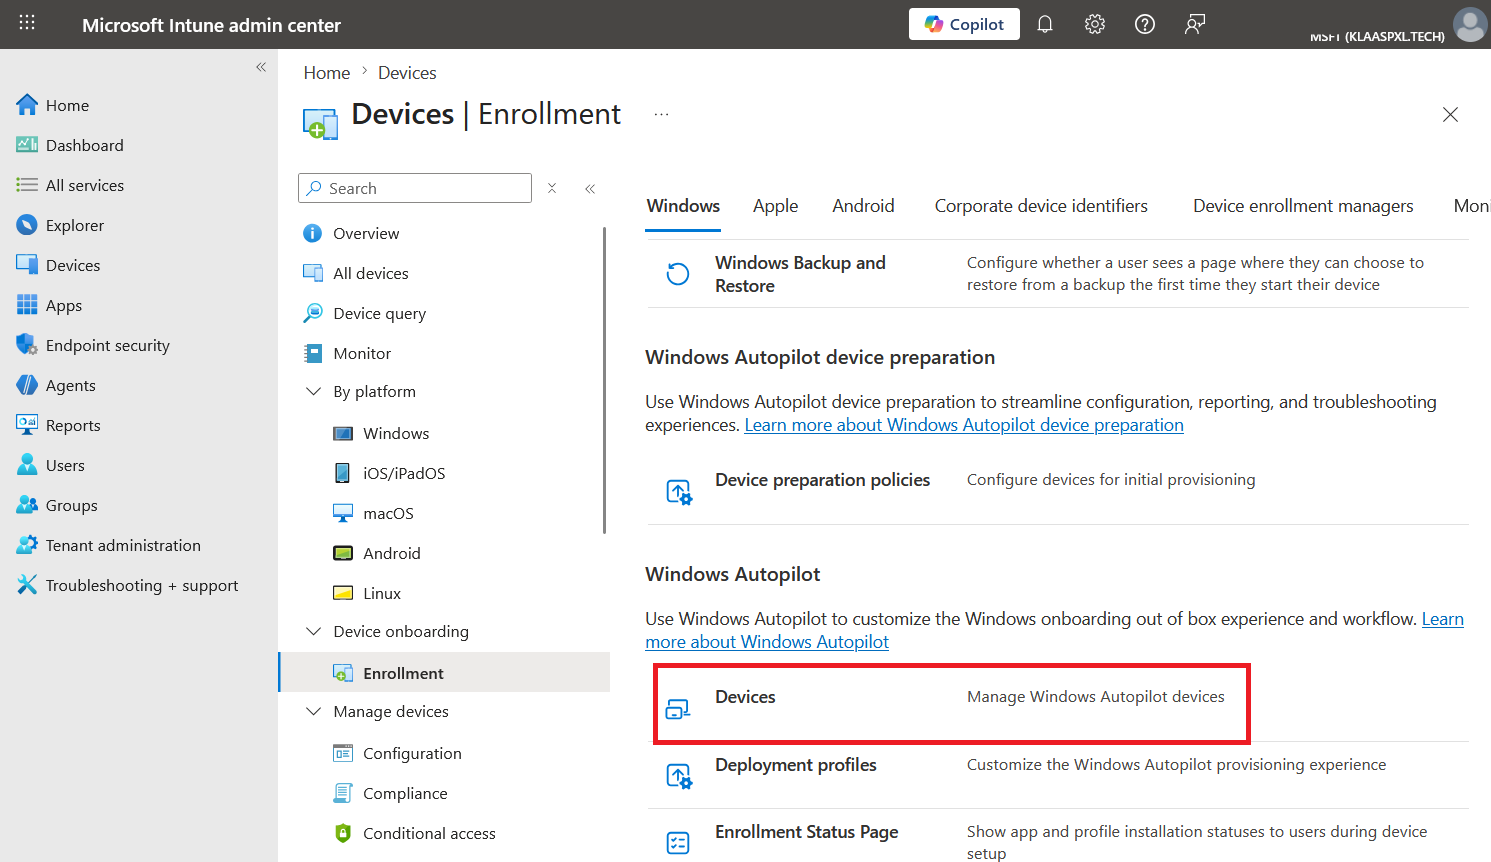 Microsoft Intune admin center
Copilot
MSFT (KLAASPXL.TECH)
Home
Dashboard
All services
Explorer
Devices
Apps
Endpoint security
Agents
Reports
Users
Groups
Tenant administration
Troubleshooting + support
Home > Devices
Devices | Enrollment
Search
Overview
All devices
Device query
Monitor
By platform
Windows
iOS/iPadOS
macOS
Android
Linux
Device onboarding
Enrollment
Manage devices
Configuration
Compliance
Conditional access
Windows Apple Android Corporate device identifiers Device enrollment managers Moni
Windows Backup and
Restore
Configure whether a user sees a page where they can choose to
restore from a backup the first time they start their device
Windows Autopilot device preparation
Use Windows Autopilot device preparation to streamline configuration, reporting, and troubleshooting
experiences. Learn more about Windows Autopilot device preparation
Device preparation policies
Configure devices for initial provisioning
Windows Autopilot
Use Windows Autopilot to customize the Windows onboarding out of box experience and workflow. Learn
more about Windows Autopilot
Devices
Manage Windows Autopilot devices
Deployment profiles
Customize the Windows Autopilot provisioning experience
Enrollment Status Page
Show app and profile installation statuses to users during device
setup